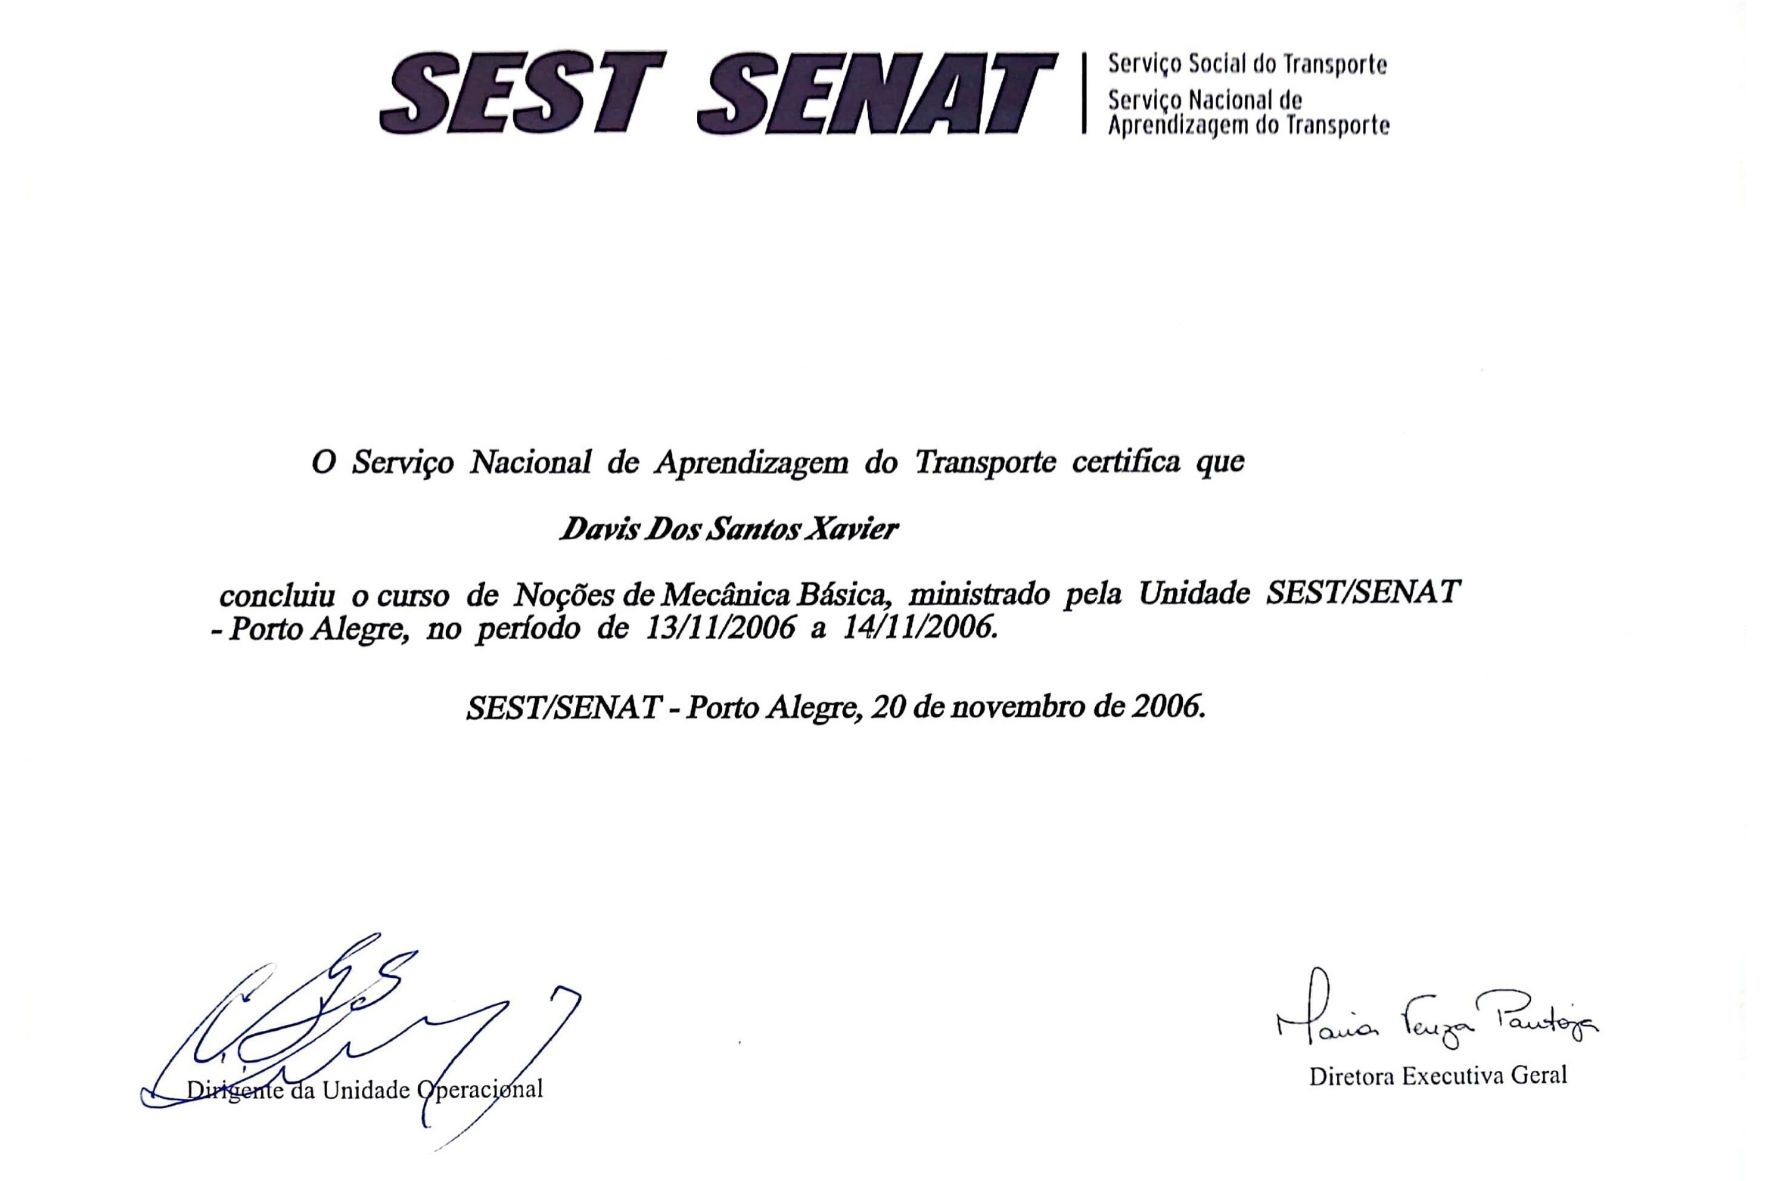 SEST SENAT
Serviço Social do Transporte
Serviço Nacional de
Aprendizagem do Transporte
O Serviço Nacional de Aprendizagem do Transporte certifica que
Davis Dos Santos Xavier
concluiu o curso de Noções de Mecânica Básica, ministrado pela Unidade SEST/SENAT
- Porto Alegre, no período de 13/11/2006 a 14/11/2006.
SEST/SENAT - Porto Alegre, 20 de novembro de 2006.
Maria Tereza Pantoja
Dirigente da Unidade Operacional
Diretora Executiva Geral